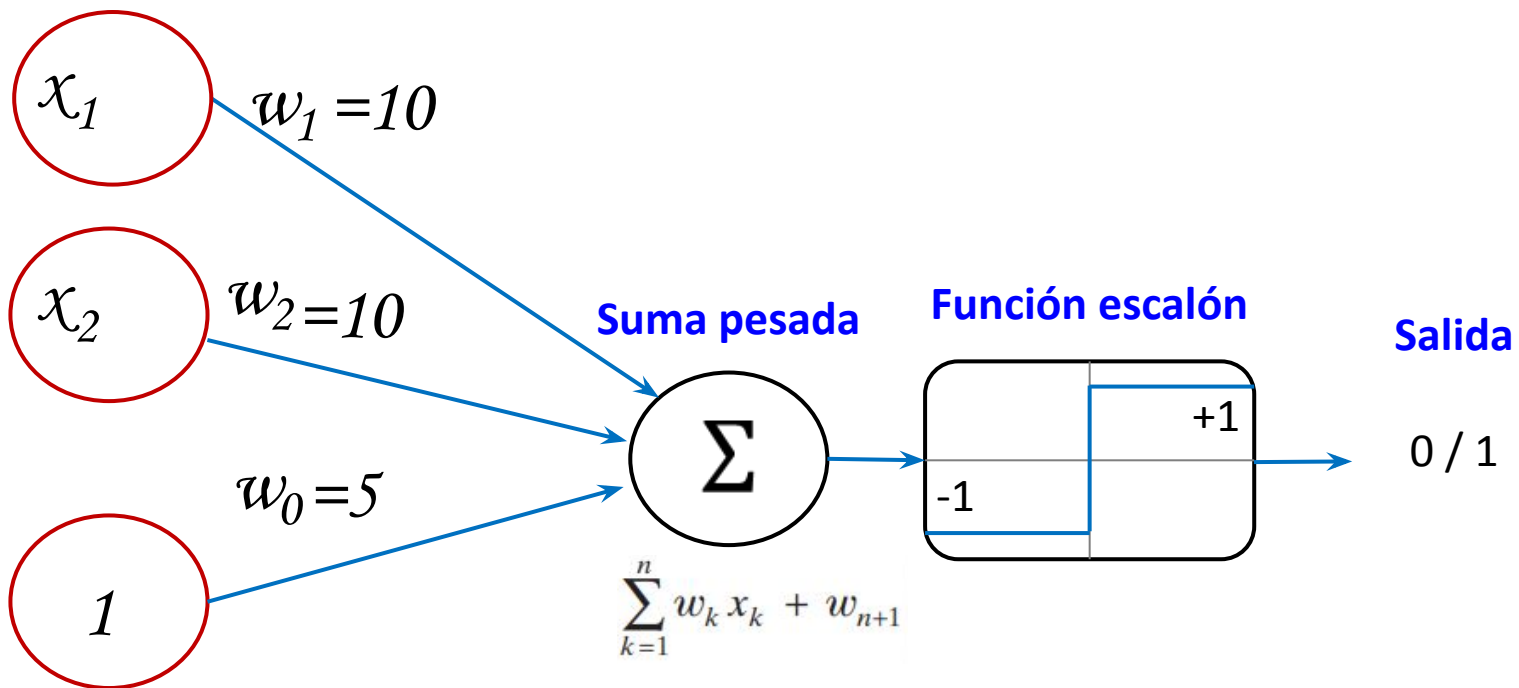 x₁
w₁ =10
x₂
w₂ =10
1
w₀ =5
Suma pesada
Σ
n
∑ wₖ xₖ + wₙ₊₁
k=1
Función escalón
+1
-1
Salida
0 / 1